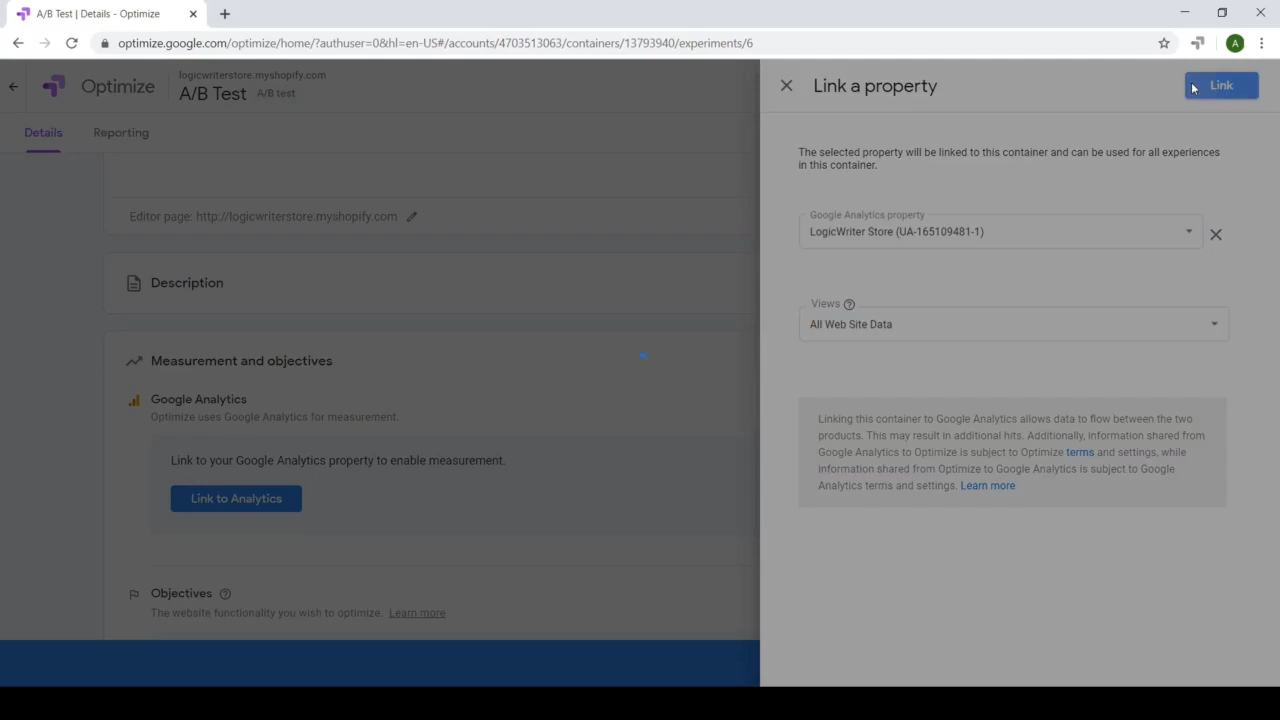 A/B Test | Details - Optimize
optimize.google.com/optimize/home/?authuser=0&hl=en-US#/accounts/4703513063/containers/13793940/experiments/6
A
Optimize
logicwriterstore.myshopify.com
A/B Test A/B test
Details Reporting
Editor page: http://logicwriterstore.myshopify.com
Description
Measurement and objectives
Google Analytics
Optimize uses Google Analytics for measurement.
Link to your Google Analytics property to enable measurement.
Link to Analytics
Objectives
The website functionality you wish to optimize. Learn more
Link a property
Link
The selected property will be linked to this container and can be used for all experiences
in this container.
Google Analytics property
LogicWriter Store (UA-165109481-1)
Views
All Web Site Data
Linking this container to Google Analytics allows data to flow between the two
products. This may result in additional hits. Additionally, information shared from
Google Analytics to Optimize is subject to Optimize terms and settings, while
information shared from Optimize to Google Analytics is subject to Google
Analytics terms and settings. Learn more